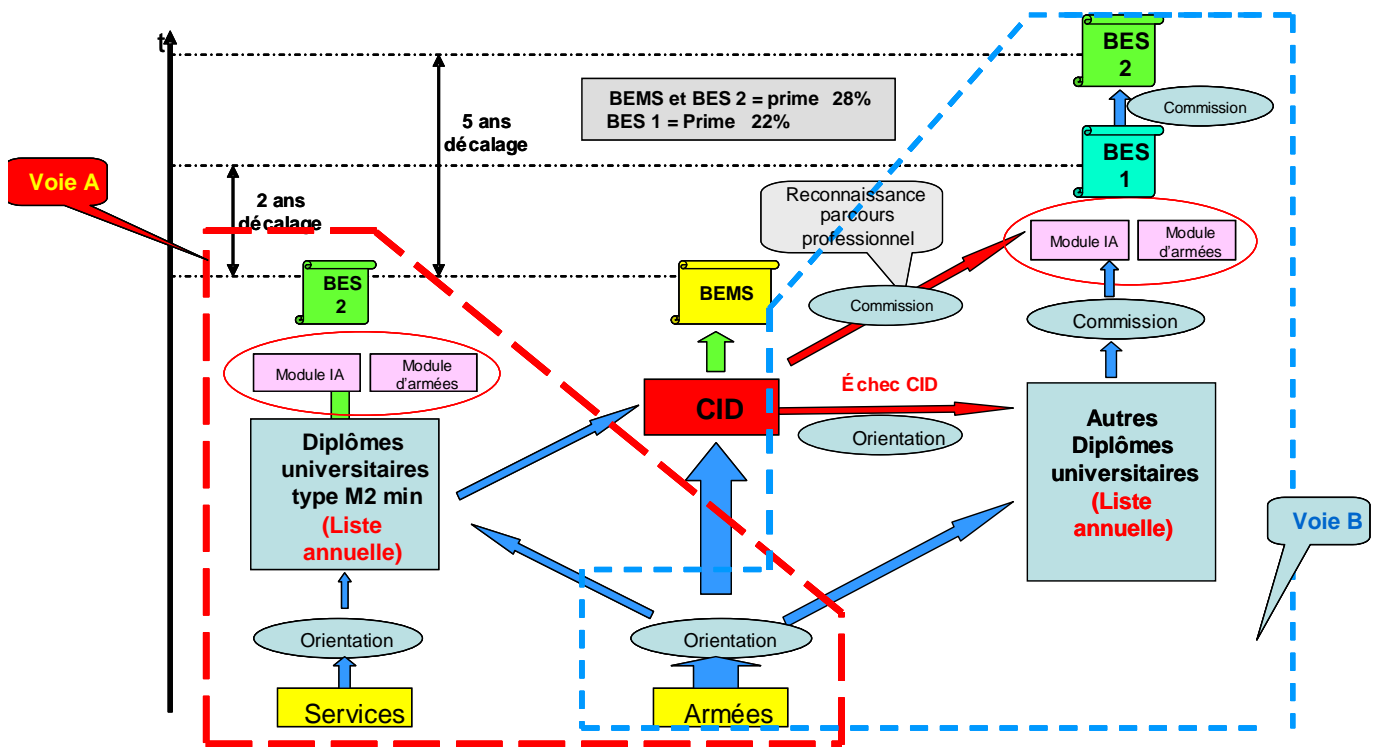 t
BES
2
BEMS et BES 2 = prime 28%
BES 1 = Prime 22%
Commission
5 ans
décalage
BES
1
Voie A
2 ans
décalage
Reconnaissance
parcours
professionnel
Module IA
Module
d'armées
BES
2
BEMS
Commission
Commission
Module IA
Module
d'armées
CID
Échec CID
Orientation
Diplômes
universitaires
type M2 min
(Liste
annuelle)
Autres
Diplômes
universitaires
(Liste
annuelle)
Voie B
Orientation
Orientation
Services
Armées